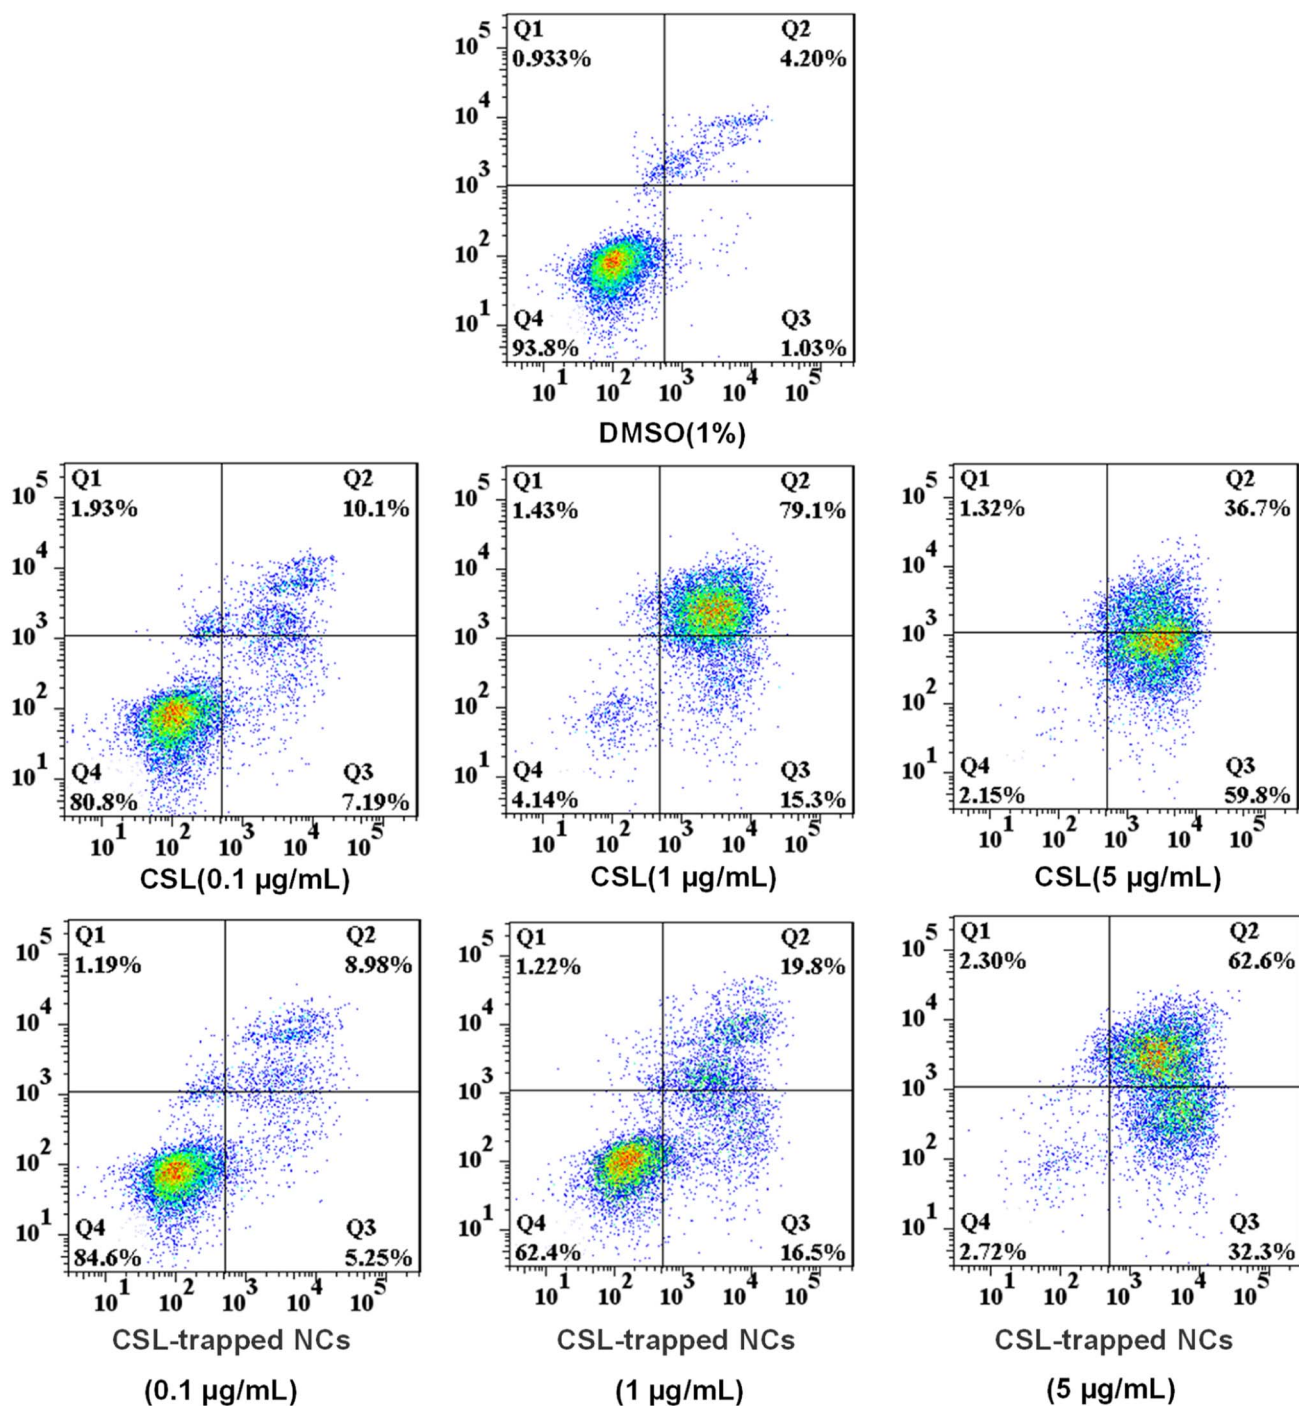 Q1 Q2
0.933% 4.20%
10^5
10^4
10^3
10^2
10^1
Q4 Q3
93.8% 1.03%
10^1 10^2 10^3 10^4 10^5
DMSO(1%)
Q1 Q2
1.93% 10.1%
10^5
10^4
10^3
10^2
10^1
Q4 Q3
80.8% 7.19%
10^1 10^2 10^3 10^4 10^5
CSL(0.1 µg/mL)
Q1 Q2
1.43% 79.1%
10^5
10^4
10^3
10^2
10^1
Q4 Q3
4.14% 15.3%
10^1 10^2 10^3 10^4 10^5
CSL(1 µg/mL)
Q1 Q2
1.32% 36.7%
10^5
10^4
10^3
10^2
10^1
Q4 Q3
2.15% 59.8%
10^1 10^2 10^3 10^4 10^5
CSL(5 µg/mL)
Q1 Q2
1.19% 8.98%
10^5
10^4
10^3
10^2
10^1
Q4 Q3
84.6% 5.25%
10^1 10^2 10^3 10^4 10^5
CSL-trapped NCs
(0.1 µg/mL)
Q1 Q2
1.22% 19.8%
10^5
10^4
10^3
10^2
10^1
Q4 Q3
62.4% 16.5%
10^1 10^2 10^3 10^4 10^5
CSL-trapped NCs
(1 µg/mL)
Q1 Q2
2.30% 62.6%
10^5
10^4
10^3
10^2
10^1
Q4 Q3
2.72% 32.3%
10^1 10^2 10^3 10^4 10^5
CSL-trapped NCs
(5 µg/mL)